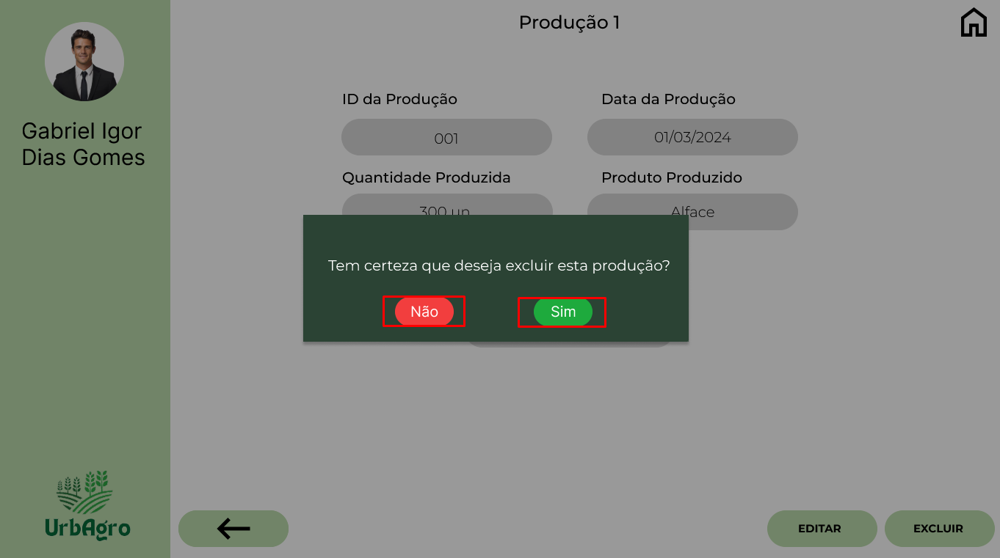 Produção 1
Gabriel Igor
Dias Gomes
ID da Produção
Data da Produção
001
01/03/2024
Quantidade Produzida
Produto Produzido
300 un
Alface
Tem certeza que deseja excluir esta produção?
Não
Sim
UrbAgro
EDITAR
EXCLUIR